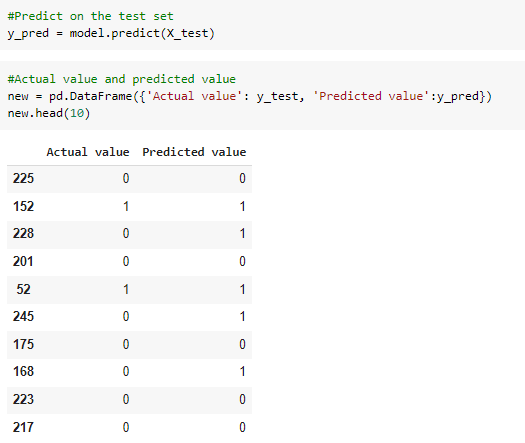 #Predict on the test set
y_pred = model.predict(X_test)
#Actual value and predicted value
new = pd.DataFrame({'Actual value': y_test, 'Predicted value':y_pred})
new.head(10)
Actual value Predicted value
225 0 0
152 1 1
228 0 1
201 0 0
52 1 1
245 0 1
175 0 0
168 0 1
223 0 0
217 0 0